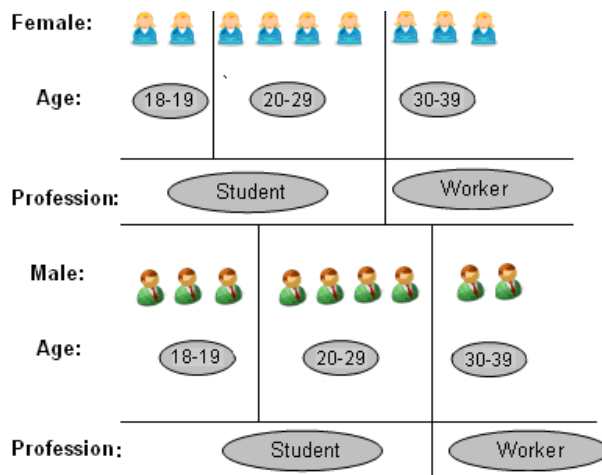 Female:
Age: 18-19 20-29 30-39
Profession: Student Worker
Male:
Age: 18-19 20-29 30-39
Profession: Student Worker